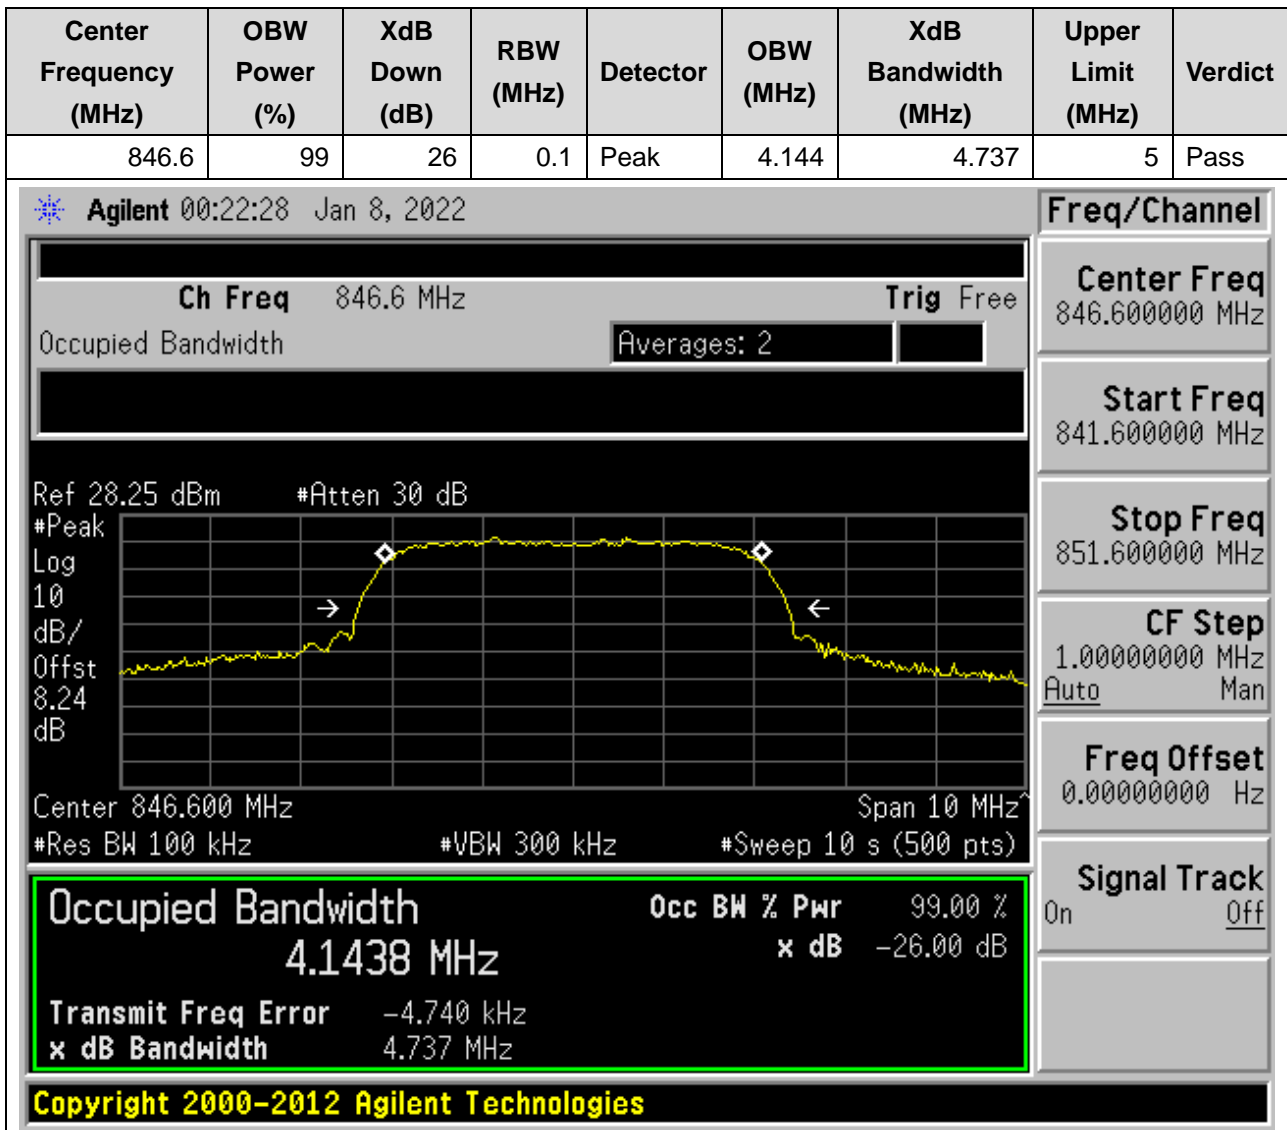 Center Frequency (MHz) OBW Power (%) XdB Down (dB) RBW (MHz) Detector OBW (MHz) XdB Bandwidth (MHz) Upper Limit (MHz) Verdict
846.6 99 26 0.1 Peak 4.144 4.737 5 Pass
Agilent 00:22:28 Jan 8, 2022
Freq/Channel
Ch Freq 846.6 MHz Trig Free
Occupied Bandwidth Averages: 2
Ref 28.25 dBm #Atten 30 dB
#Peak
Log
10
dB/
Offst
8.24
dB
Center 846.600 MHz Span 10 MHz^
#Res BW 100 kHz #VBW 300 kHz #Sweep 10 s (500 pts)
Occupied Bandwidth Occ BW % Pwr 99.00 %
4.1438 MHz x dB -26.00 dB
Transmit Freq Error -4.740 kHz
x dB Bandwidth 4.737 MHz
Center Freq
846.600000 MHz
Start Freq
841.600000 MHz
Stop Freq
851.600000 MHz
CF Step
1.00000000 MHz
Auto Man
Freq Offset
0.00000000 Hz
Signal Track
On Off
Copyright 2000-2012 Agilent Technologies